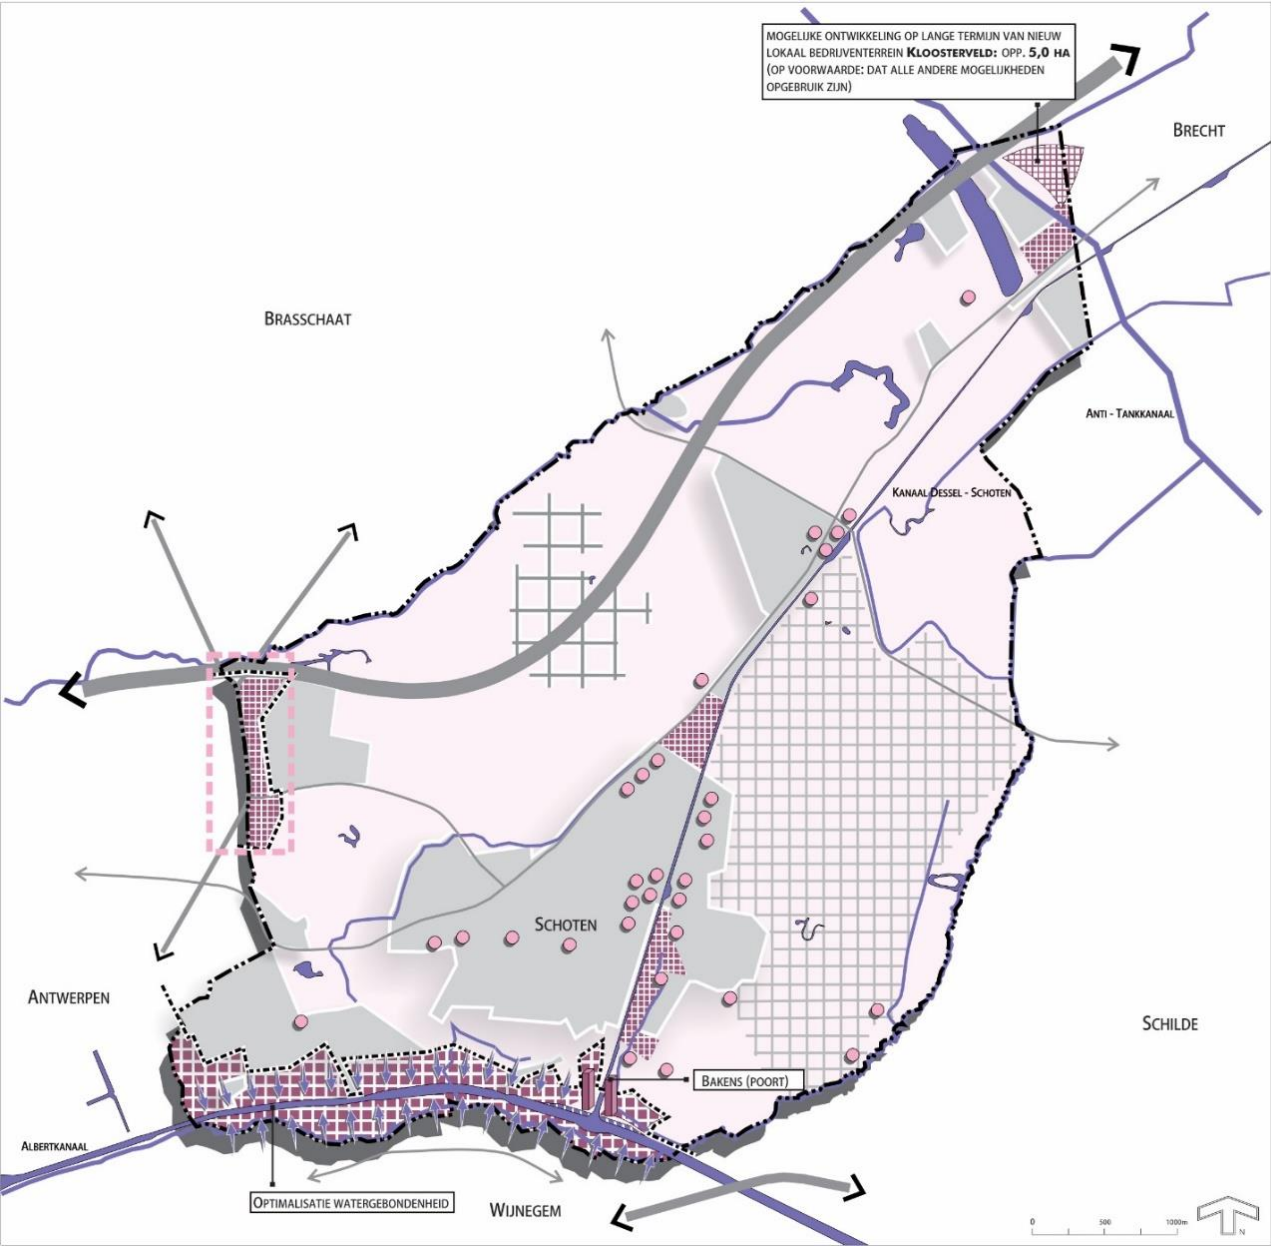 MOGELIJKE ONTWIKKELING OP LANGE TERMIJN VAN NIEUW
LOKAAL BEDRIJVENTERREIN KLOOSTERVELD: OPP. 5,0 HA
(OP VOORWAARDE: DAT ALLE ANDERE MOGELIJKHEDEN
OPGEBRUIK ZIJN)
BRECHT
BRASSCHAAT
ANTI - TANKKANAAL
KANAAL DESSEL - SCHOTEN
SCHOTEN
ANTWERPEN
SCHILDE
BAKENS (POORT)
ALBERTKANAAL
OPTIMALISATIE WATERGEBONDENHEID
WIJNEGEM
0 500 1000m
N